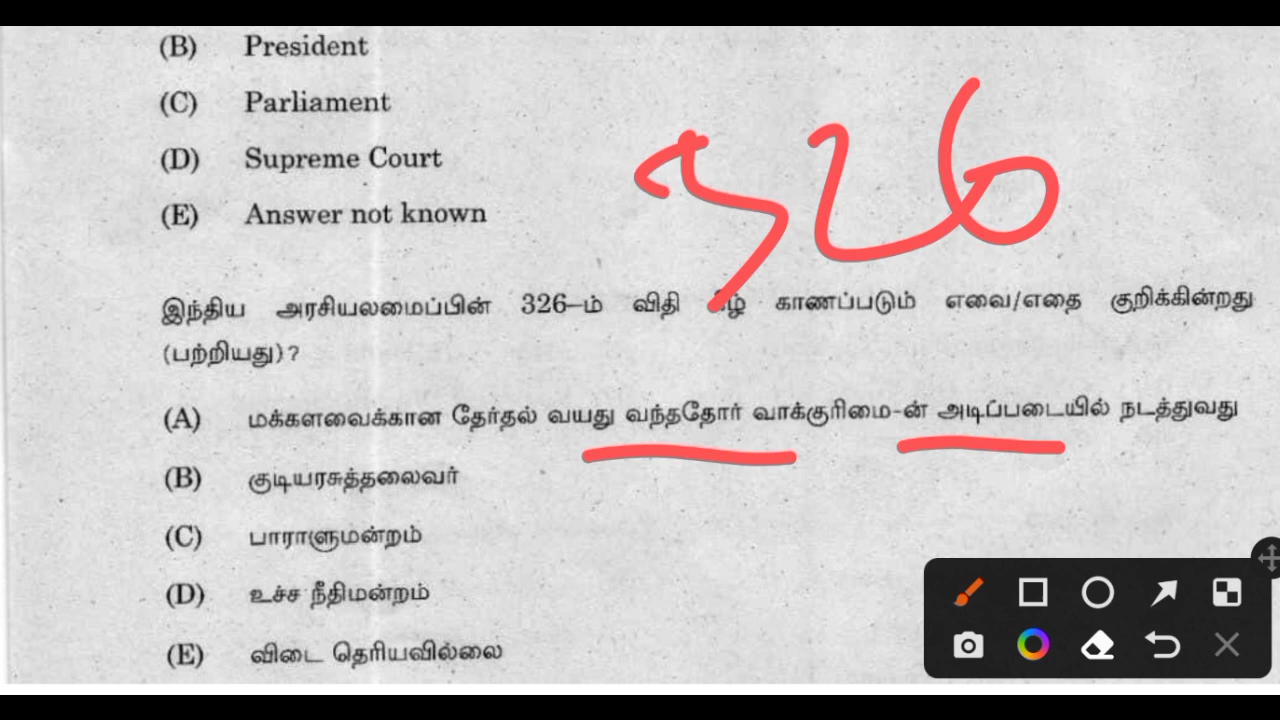 (B) President
(C) Parliament
(D) Supreme Court
(E) Answer not known
326
இந்திய அரசியலமைப்பின் 326–ம் விதி காணப்படும் எவை/எதை குறிக்கின்றது
(பற்றியது)?
(A) மக்களவைக்கான தேர்தல் வயது வந்ததோர் வாக்குரிமை-ன் அடிப்படையில் நடத்துவது
(B) குடியரசுத்தலைவர்
(C) பாராளுமன்றம்
(D) உச்ச நீதிமன்றம்
(E) விடை தெரியவில்லை